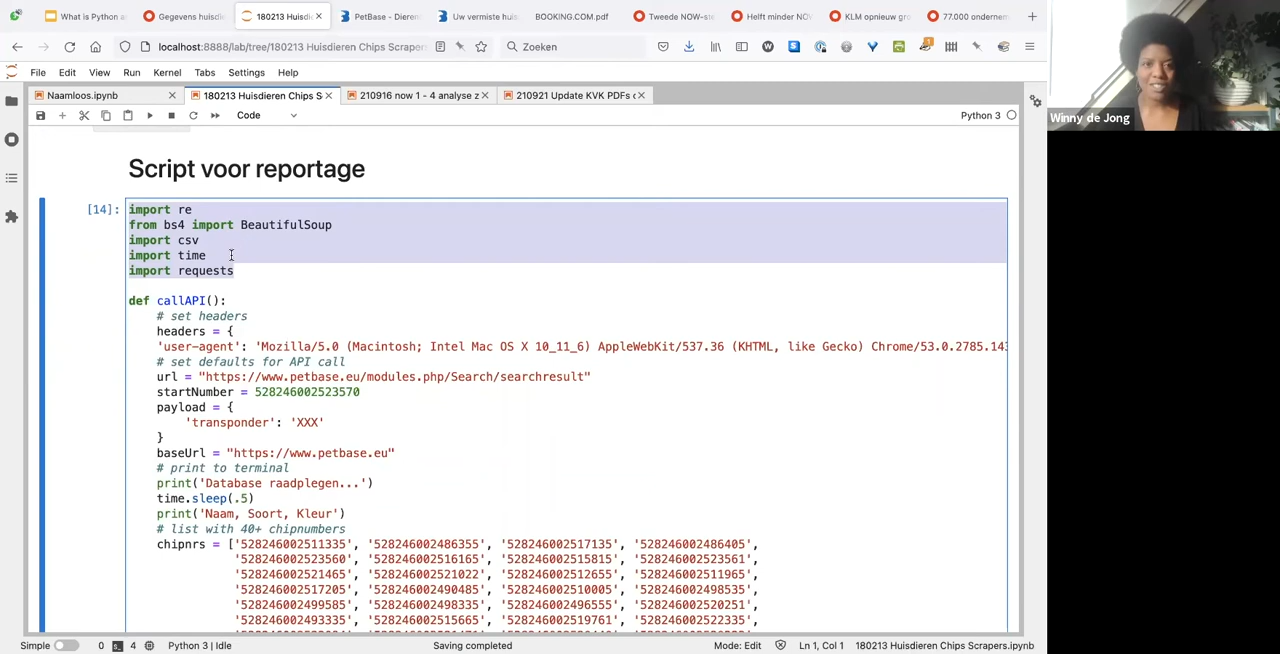 What is Python a
Gegevens huisdie
180213 Huisdi
PetBase - Dieren
Uw vermiste huis
BOOKING.COM.pdf
Tweede NOW-ste
Helft minder NO
KLM opnieuw gro
77.000 ondernem
localhost:8888/lab/tree/180213 Huisdieren Chips Scrapers
Zoeken
File Edit View Run Kernel Tabs Settings Help
Naamloos.ipynb
180213 Huisdieren Chips S
210916 now 1 - 4 analyse z
210921 Update KVK PDFs c
Code
Python 3
Winny de Jong
Script voor reportage
[14]:
import re
from bs4 import BeautifulSoup
import csv
import time
import requests
def callAPI():
# set headers
headers = {
'user-agent': 'Mozilla/5.0 (Macintosh; Intel Mac OS X 10_11_6) AppleWebKit/537.36 (KHTML, like Gecko) Chrome/53.0.2785.143
# set defaults for API call
url = "https://www.petbase.eu/modules.php/Search/searchresult"
startNumber = 528246002523570
payload = {
'transponder': 'XXX'
}
baseUrl = "https://www.petbase.eu"
# print to terminal
print('Database raadplegen...')
time.sleep(.5)
print('Naam, Soort, Kleur')
# list with 40+ chipnumbers
chipnrs = ['528246002511335', '528246002486355', '528246002517135', '528246002486405',
'528246002523560', '528246002516165', '528246002515815', '528246002523561',
'528246002521465', '528246002521022', '528246002512655', '528246002511965',
'528246002517205', '528246002490485', '528246002510005', '528246002498535',
'528246002499585', '528246002498335', '528246002496555', '528246002520251',
'528246002493335', '528246002515665', '528246002519761', '528246002522335',
Simple
0
4
Python 3 | Idle
Saving completed
Mode: Edit
Ln 1, Col 1
180213 Huisdieren Chips Scrapers.ipynb